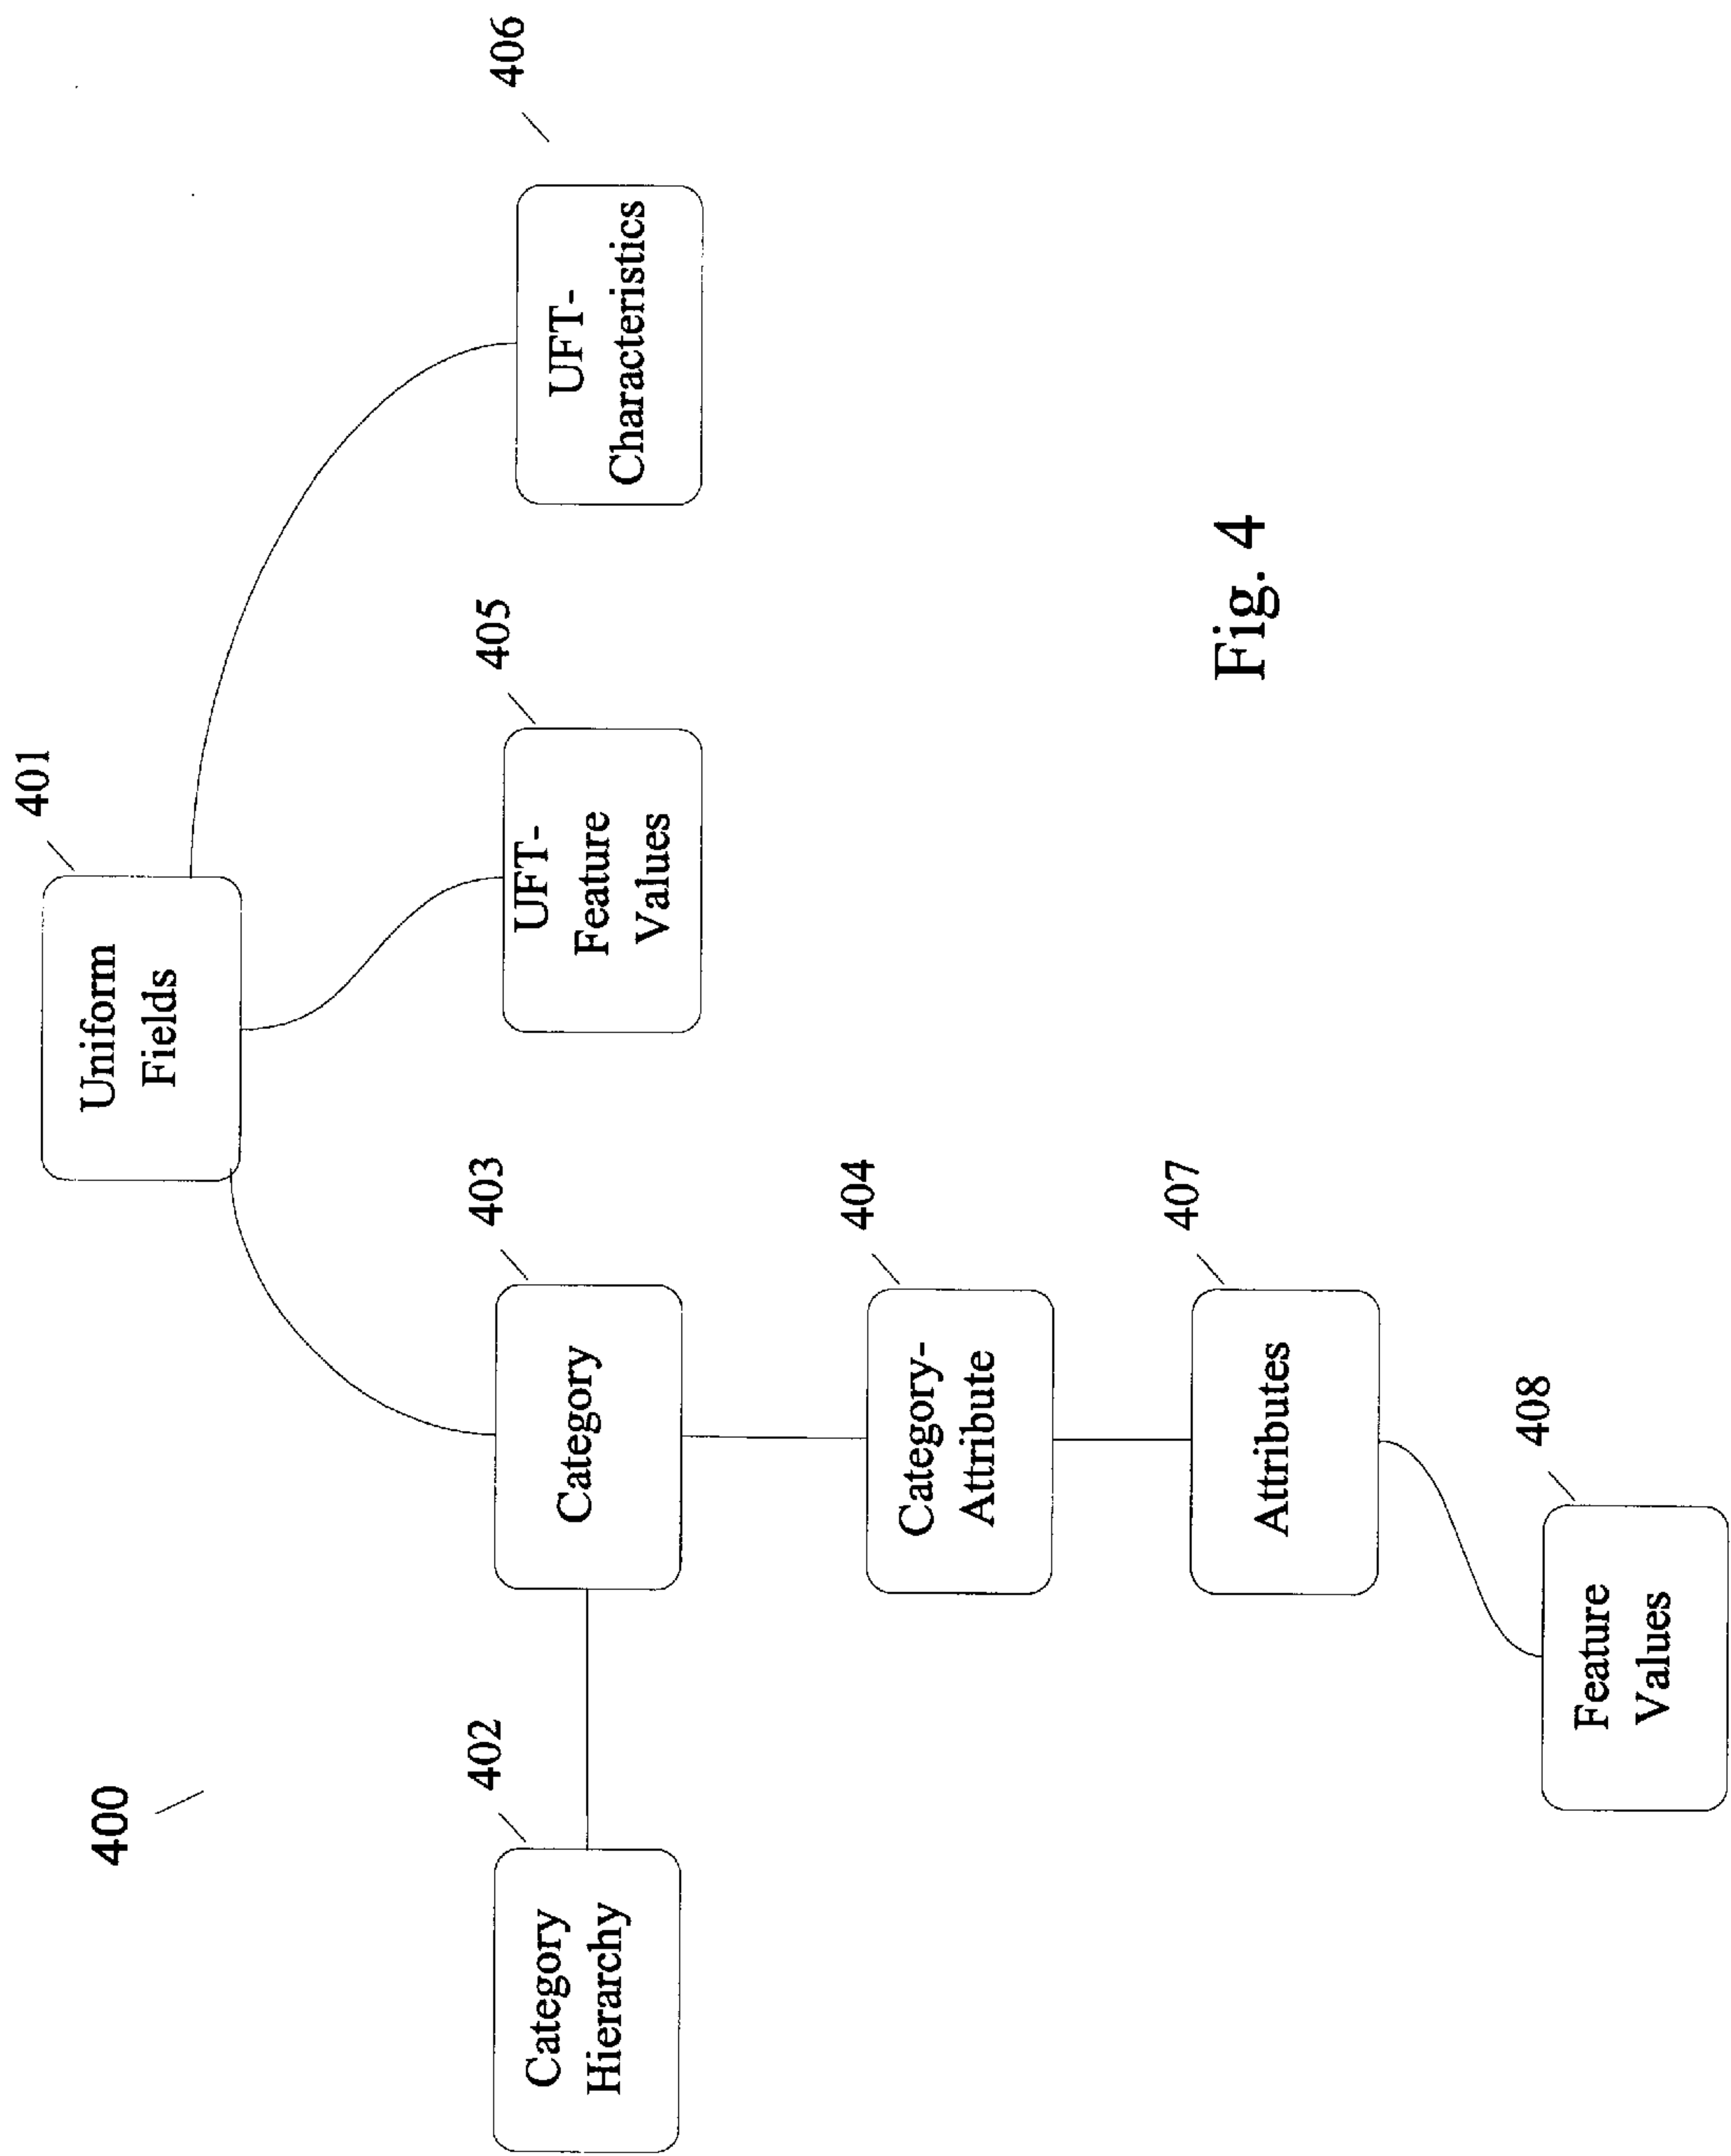 400
401
Uniform
Fields
402
Category
Hierarchy
403
Category
405
UFT-
Feature
Values
406
UFT-
Characteristics
404
Category-
Attribute
407
Attributes
408
Feature
Values
Fig. 4